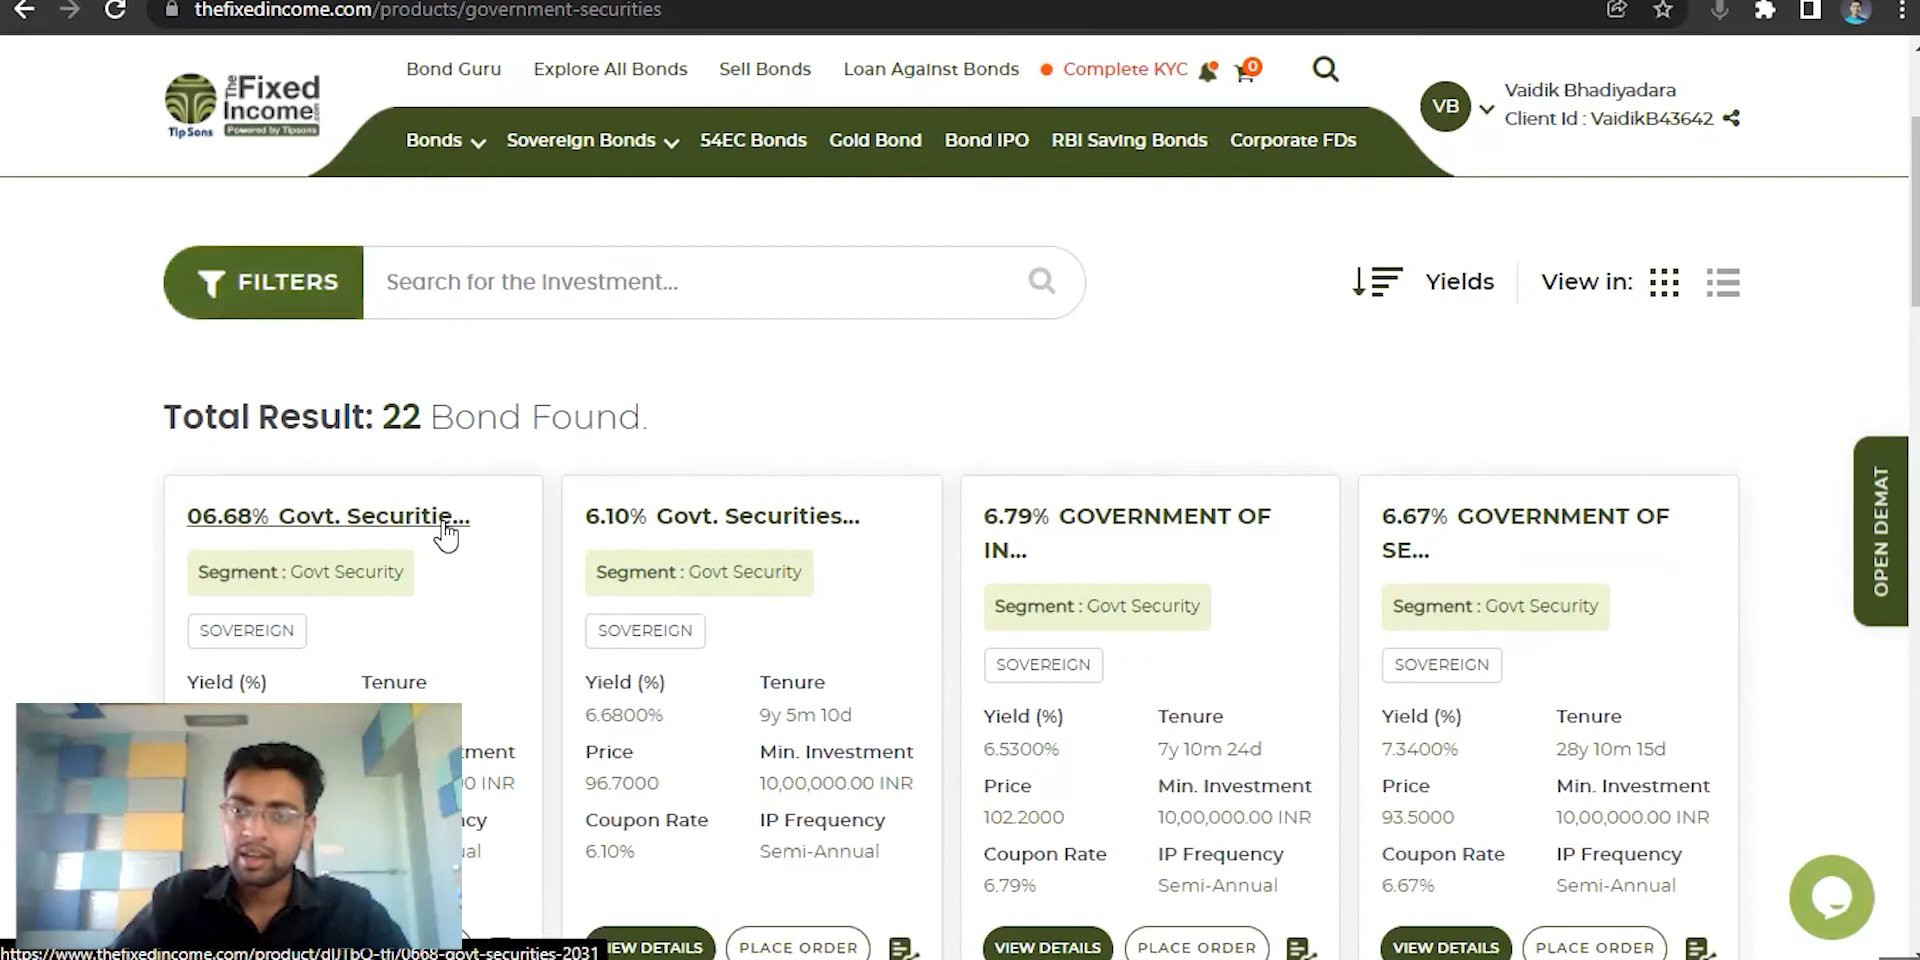 thefixedincome.com/products/government-securities
Bond Guru Explore All Bonds Sell Bonds Loan Against Bonds Complete KYC 0
The Fixed Income.com
Powered by Tipsons
TipSons
VB Vaidik Bhadiyadara
Client Id : VaidikB43642
Bonds Sovereign Bonds 54EC Bonds Gold Bond Bond IPO RBI Saving Bonds Corporate FDs
FILTERS Search for the Investment... Yields View in:
Total Result: 22 Bond Found.
06.68% Govt. Securitie...
Segment : Govt Security
SOVEREIGN
Yield (%) Tenure
0 INR
6.10% Govt. Securities...
Segment : Govt Security
SOVEREIGN
Yield (%) Tenure
6.6800% 9y 5m 10d
Price Min. Investment
96.7000 10,00,000.00 INR
Coupon Rate IP Frequency
6.10% Semi-Annual
VIEW DETAILS PLACE ORDER
6.79% GOVERNMENT OF
IN...
Segment : Govt Security
SOVEREIGN
Yield (%) Tenure
6.5300% 7y 10m 24d
Price Min. Investment
102.2000 10,00,000.00 INR
Coupon Rate IP Frequency
6.79% Semi-Annual
VIEW DETAILS PLACE ORDER
6.67% GOVERNMENT OF
SE...
Segment : Govt Security
SOVEREIGN
Yield (%) Tenure
7.3400% 28y 10m 15d
Price Min. Investment
93.5000 10,00,000.00 INR
Coupon Rate IP Frequency
6.67% Semi-Annual
VIEW DETAILS PLACE ORDER
OPEN DEMAT